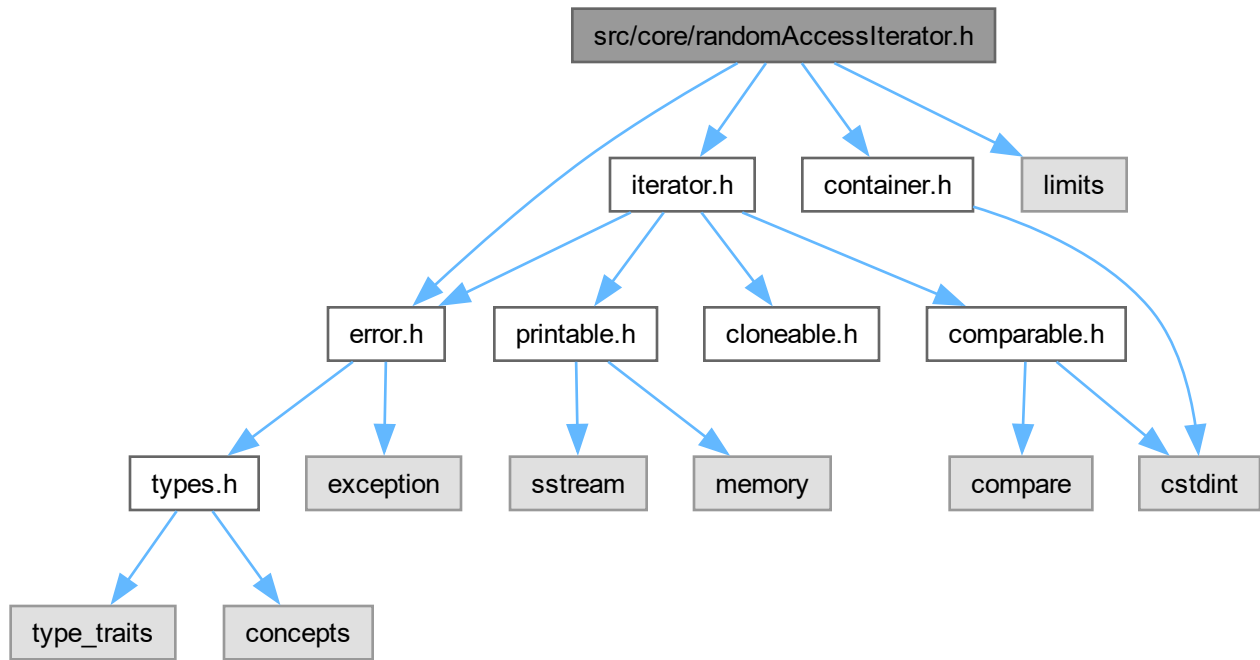 src/core/randomAccessIterator.h
iterator.h
container.h
limits
error.h
printable.h
cloneable.h
comparable.h
types.h
exception
sstream
memory
compare
cstdint
type_traits
concepts